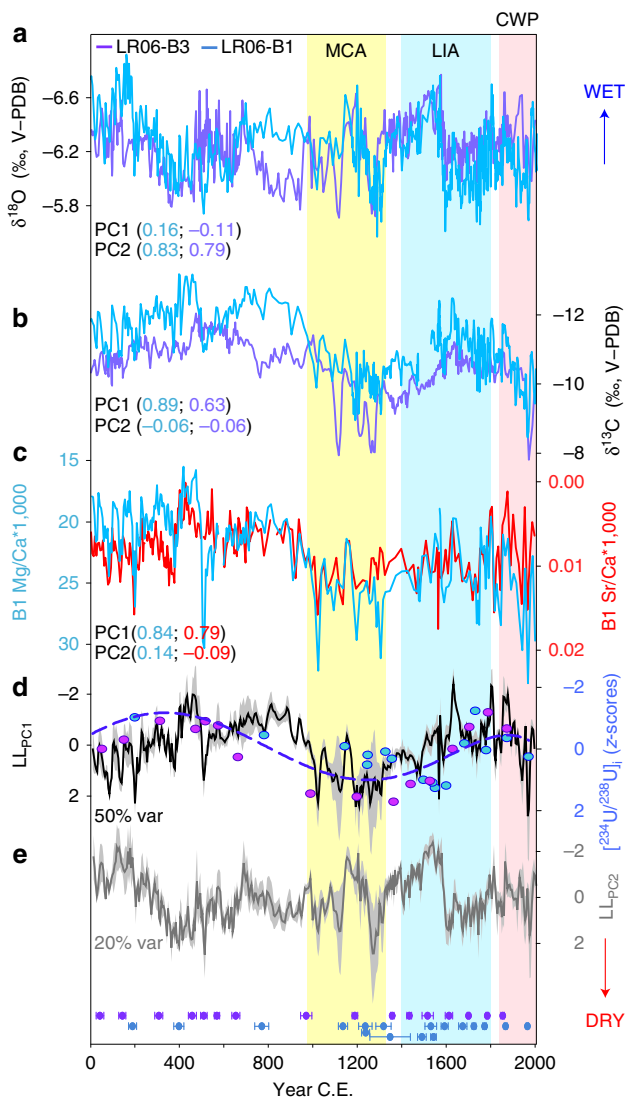 CWP
a
LR06-B3
LR06-B1
MCA
LIA
WET
–6.6
–6.2
–5.8
δ18O (‰, V–PDB)
PC1 (0.16; –0.11)
PC2 (0.83; 0.79)
b
–12
–10
–8
δ13C (‰, V–PDB)
PC1 (0.89; 0.63)
PC2 (–0.06; –0.06)
c
15
20
25
30
B1 Mg/Ca*1,000
0.00
0.01
0.02
B1 Sr/Ca*1,000
PC1(0.84; 0.79)
PC2(0.14; –0.09)
d
–2
0
2
LLPC1
–2
0
2
[234U/238U]i (z-scores)
50% var
e
–2
0
2
LLPC2
20% var
DRY
0
400
800
1200
1600
2000
Year C.E.